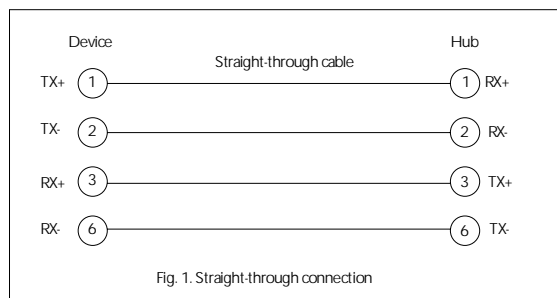 Device Hub
Straight-through cable
TX+ 1 1 RX+
TX- 2 2 RX-
RX+ 3 3 TX+
RX- 6 6 TX-
Fig. 1. Straight-through connection